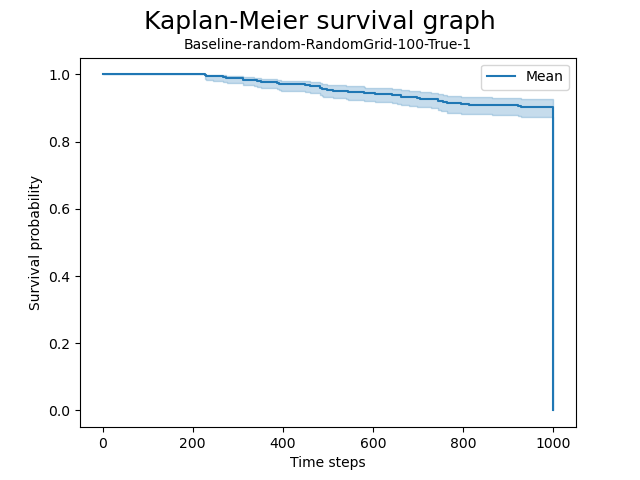 Kaplan-Meier survival graph
Baseline-random-RandomGrid-100-True-1
Mean
1.0
0.8
0.6
0.4
0.2
0.0
Survival probability
0 200 400 600 800 1000
Time steps